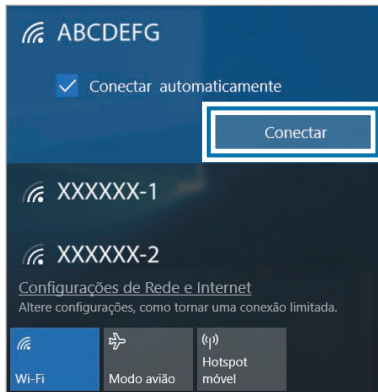 ABCDEFG
Conectar automaticamente
Conectar
XXXXXX-1
XXXXXX-2
Configurações de Rede e Internet
Altere configurações, como tornar uma conexão limitada.
Wi-Fi
Modo avião
Hotspot
móvel